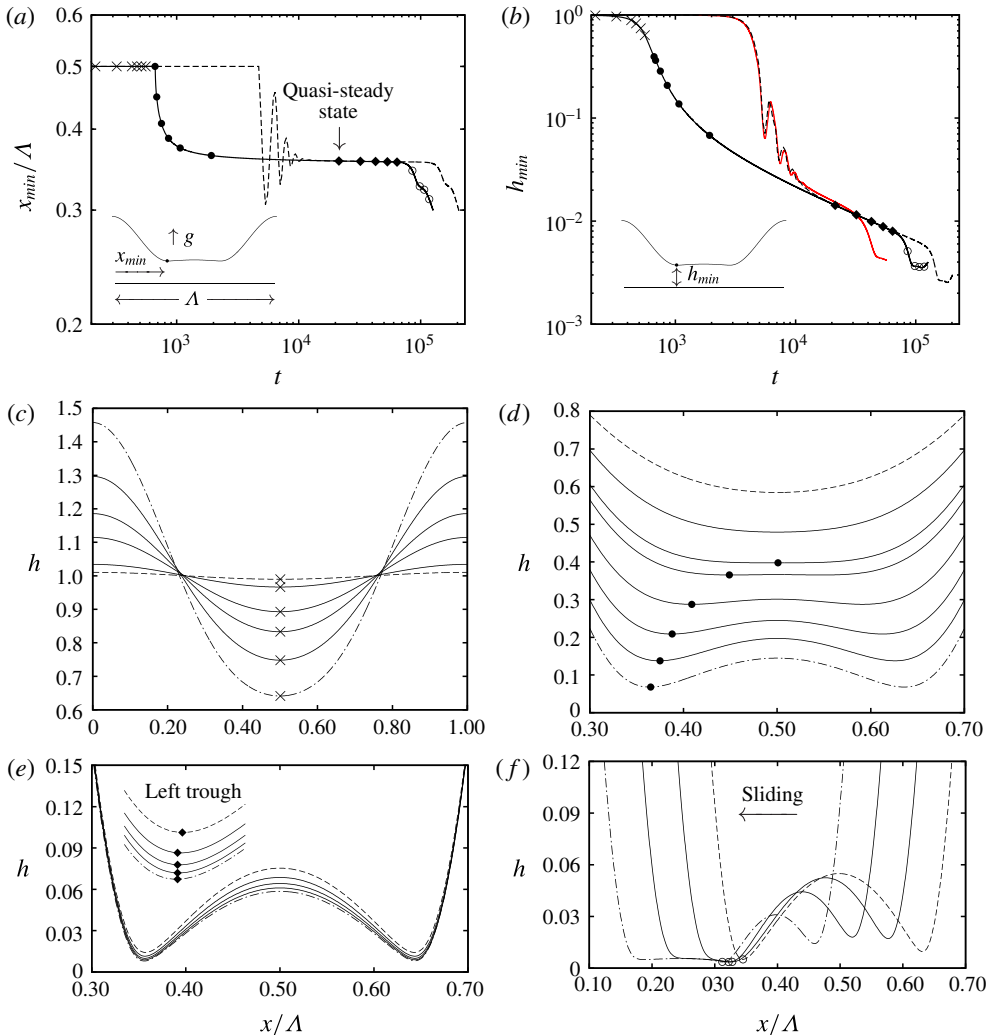 (a)
0.6
0.5
0.4
0.3
0.2
x_min/Λ
Quasi-steady
state
g
x_min
Λ
10^3
10^4
10^5
t
(b)
10^0
10^−1
10^−2
10^−3
h_min
h_min
10^3
10^4
10^5
t
(c)
1.5
1.4
1.3
1.2
1.1
1.0
0.9
0.8
0.7
0.6
h
0
0.20
0.40
0.60
0.80
1.00
(d)
0.8
0.7
0.6
0.5
0.4
0.3
0.2
0.1
0
h
0.30
0.40
0.50
0.60
0.70
(e)
0.15
0.12
0.09
0.06
0.03
0
h
Left trough
0.30
0.40
0.50
0.60
0.70
x/Λ
(f)
0.12
0.09
0.06
0.03
0
h
Sliding
0.10
0.20
030
0.40
0.50
0.60
0.70
x/Λ